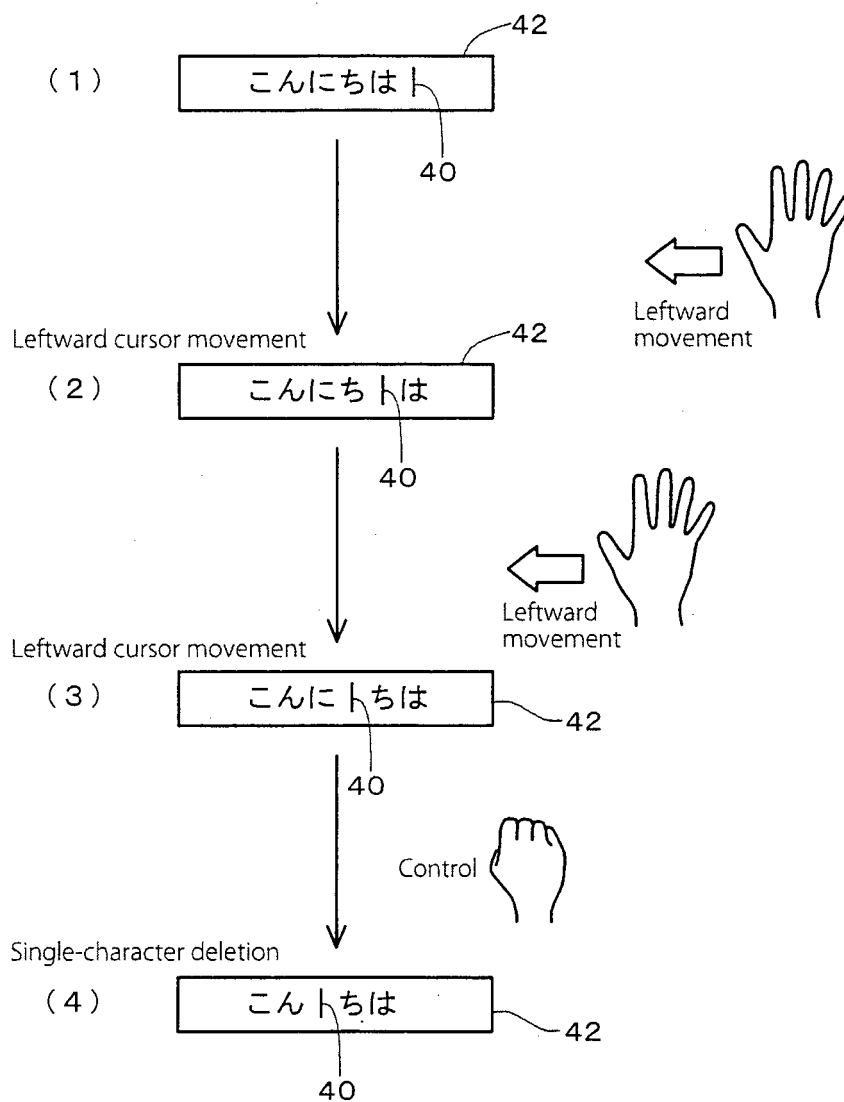 42
(1) こんにちは|
40
Leftward
movement
Leftward cursor movement
42
(2) こんにち|は
40
Leftward
movement
Leftward cursor movement
(3) こんに|ちは
42
40
Control
Single-character deletion
(4) こん|ちは
42
40